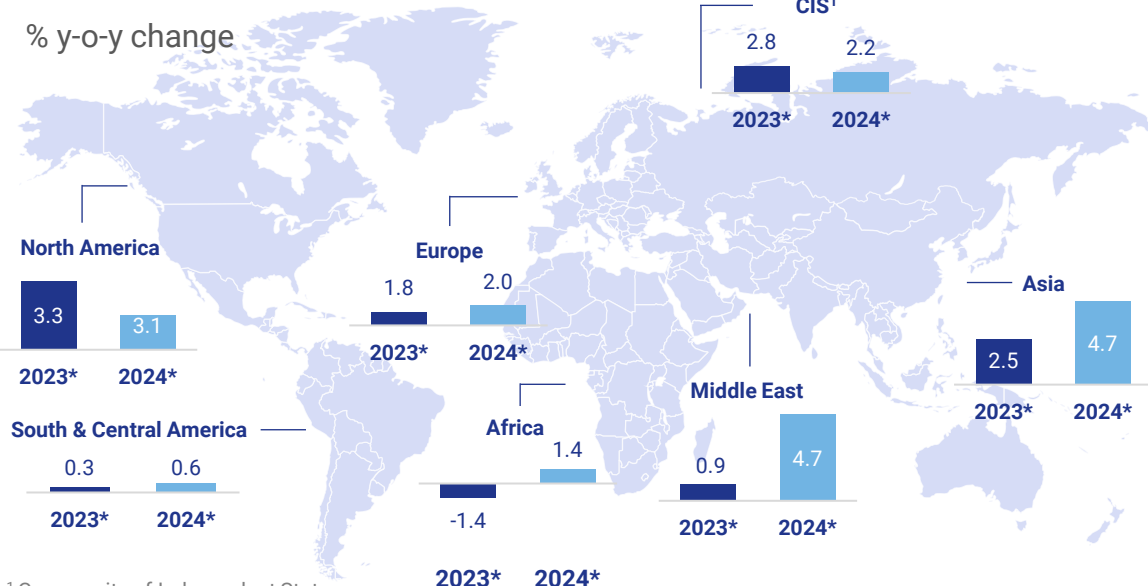 % y-o-y change
CIS¹
2.8 2.2
2023* 2024*
North America
3.3 3.1
2023* 2024*
Europe
1.8 2.0
2023* 2024*
Asia
2.5 4.7
2023* 2024*
South & Central America
0.3 0.6
2023* 2024*
Africa
-1.4 1.4
2023* 2024*
Middle East
0.9 4.7
2023* 2024*